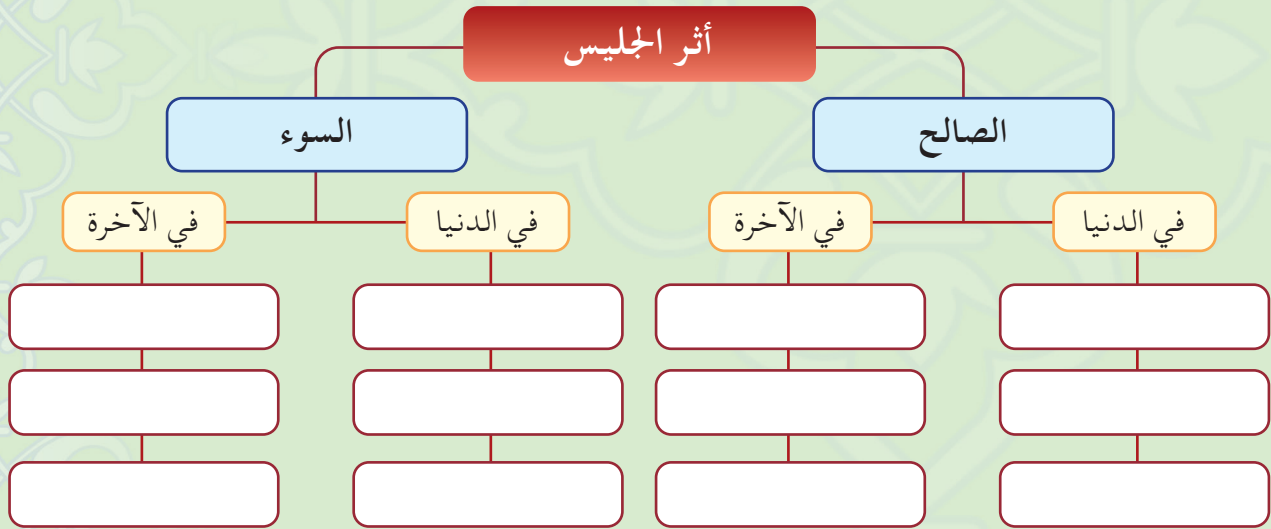 أثر الجليس
الصالح
السوء
في الدنيا
في الآخرة
في الدنيا
في الآخرة